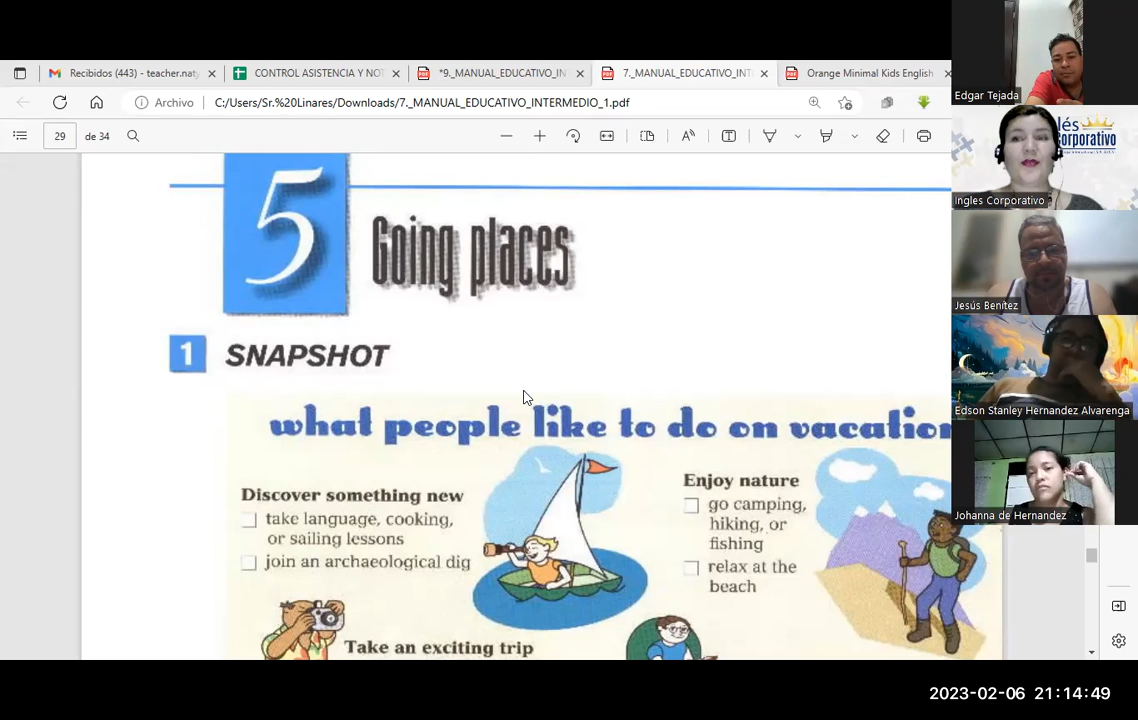 Recibidos (443) - teacher.naty
CONTROL ASISTENCIA Y NOT
*9._MANUAL_EDUCATIVO_IN
7._MANUAL_EDUCATIVO_INTE
Orange Minimal Kids English
Archivo
C:/Users/Sr.%20Linares/Downloads/7._MANUAL_EDUCATIVO_INTERMEDIO_1.pdf
29 de 34
5
Going places
1 SNAPSHOT
what people like to do on vacation
Discover something new
take language, cooking,
or sailing lessons
join an archaeological dig
Enjoy nature
go camping,
hiking, or
fishing
relax at the
beach
Take an exciting trip
Edgar Tejada
lés
Corporativo
Ingles Corporativo
Jesús Benítez
Edson Stanley Hernandez Alvarenga
Johanna de Hernandez
2023-02-06 21:14:49